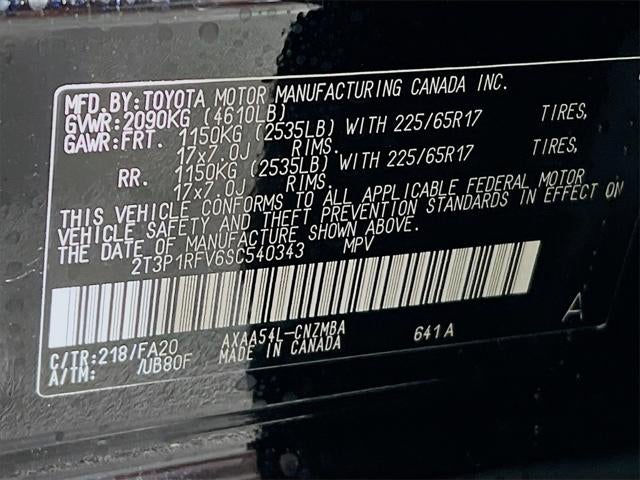 MFD.BY:TOYOTA MOTOR MANUFACTURING CANADA INC.
GVWR:2090KG (4610LB)
GAWR:FRT. 1150KG (2535LB) WITH 225/65R17 TIRES,
17x7.0J RIMS.
RR. 1150KG (2535LB) WITH 225/65R17 TIRES,
17x7.0J RIMS.
THIS VEHICLE CONFORMS TO ALL APPLICABLE FEDERAL MOTOR
VEHICLE SAFETY AND THEFT PREVENTION STANDARDS IN EFFECT ON
THE DATE OF MANUFACTURE SHOWN ABOVE.
2T3P1RFV6SC540343 MPV
C/TR:218/FA20 AXAA54L-CNZMBA 641A A
A/TM: /UB80F MADE IN CANADA